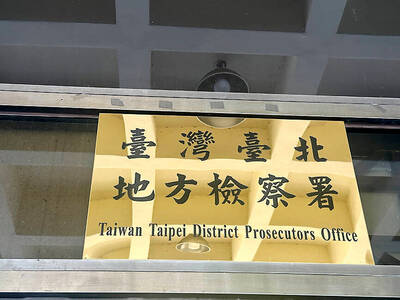 臺灣臺北
地方檢察署
Taiwan Taipei District Prosecutors Office